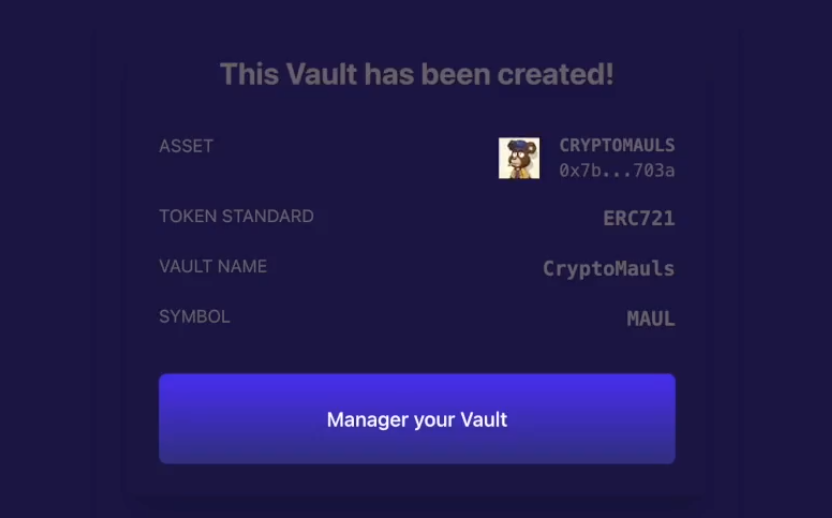 This Vault has been created!
ASSET
CRYPTOMAULS
0x7b...703a
TOKEN STANDARD
ERC721
VAULT NAME
CryptoMauls
SYMBOL
MAUL
Manager your Vault